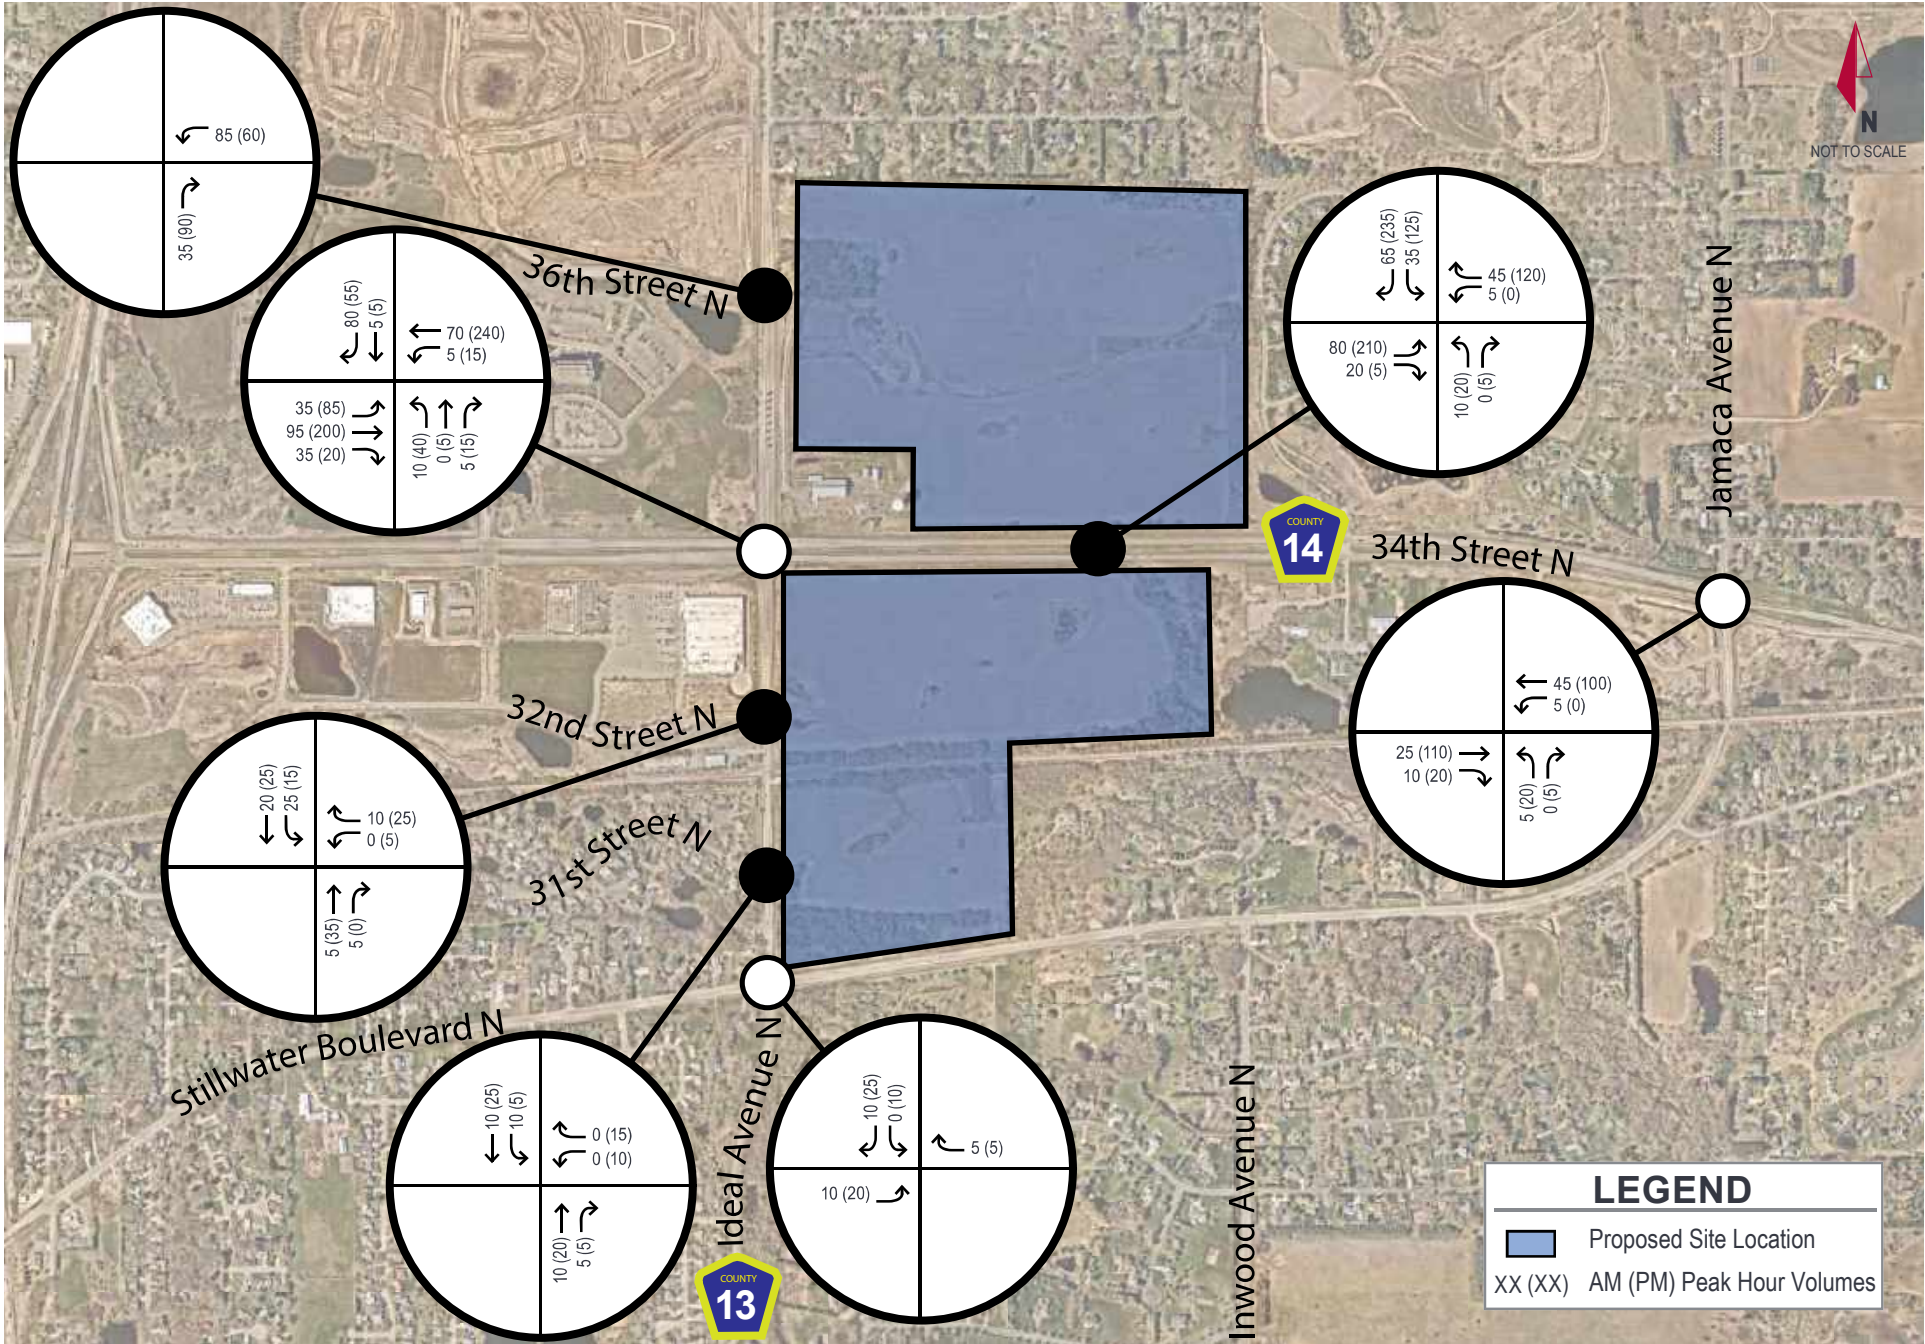 N
NOT TO SCALE
85 (60)
35 (90)
36th Street N
80 (55)
5 (5)
70 (240)
5 (15)
35 (85)
95 (200)
35 (20)
10 (40)
0 (5)
5 (15)
65 (235)
35 (125)
45 (120)
5 (0)
80 (210)
20 (5)
10 (20)
0 (5)
Jamaca Avenue N
COUNTY
14
34th Street N
45 (100)
5 (0)
25 (110)
10 (20)
5 (20)
0 (5)
32nd Street N
20 (25)
25 (15)
10 (25)
0 (5)
5 (35)
5 (0)
31st Street N
Stillwater Boulevard N
10 (25)
10 (5)
0 (15)
0 (10)
10 (20)
5 (5)
Ideal Avenue N
COUNTY
13
10 (25)
0 (10)
5 (5)
10 (20)
Inwood Avenue N
LEGEND
Proposed Site Location
XX (XX) AM (PM) Peak Hour Volumes